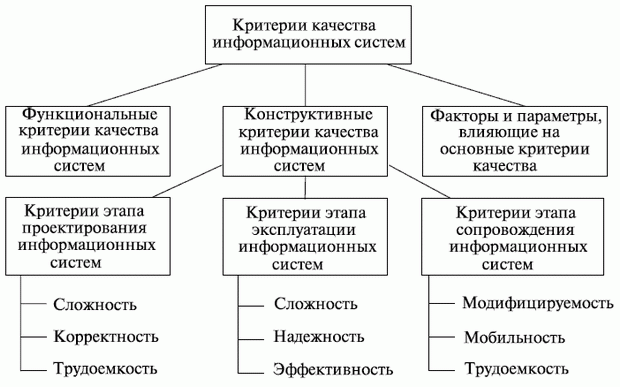 Критерии качества
информационных систем
Функциональные
критерии качества
информационных
систем
Конструктивные
критерии качества
информационных
систем
Факторы и параметры,
влияющие на
основные критерии
качества
Критерии этапа
проектирования
информационных
систем
Критерии этапа
эксплуатации
информационных
систем
Критерии этапа
сопровождения
информационных
систем
Сложность
Корректность
Трудоемкость
Сложность
Надежность
Эффективность
Модифицируемость
Мобильность
Трудоемкость